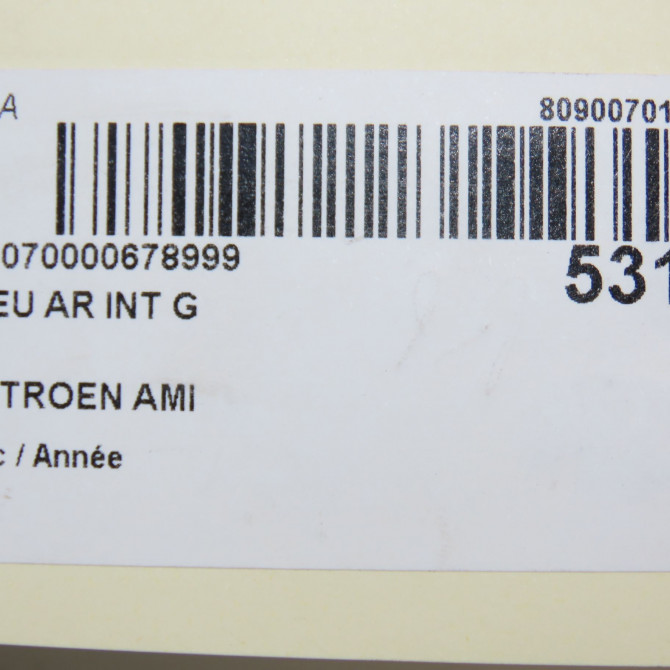 A 80900701
070000678999 531
EU AR INT G
TROEN AMI
c / Année